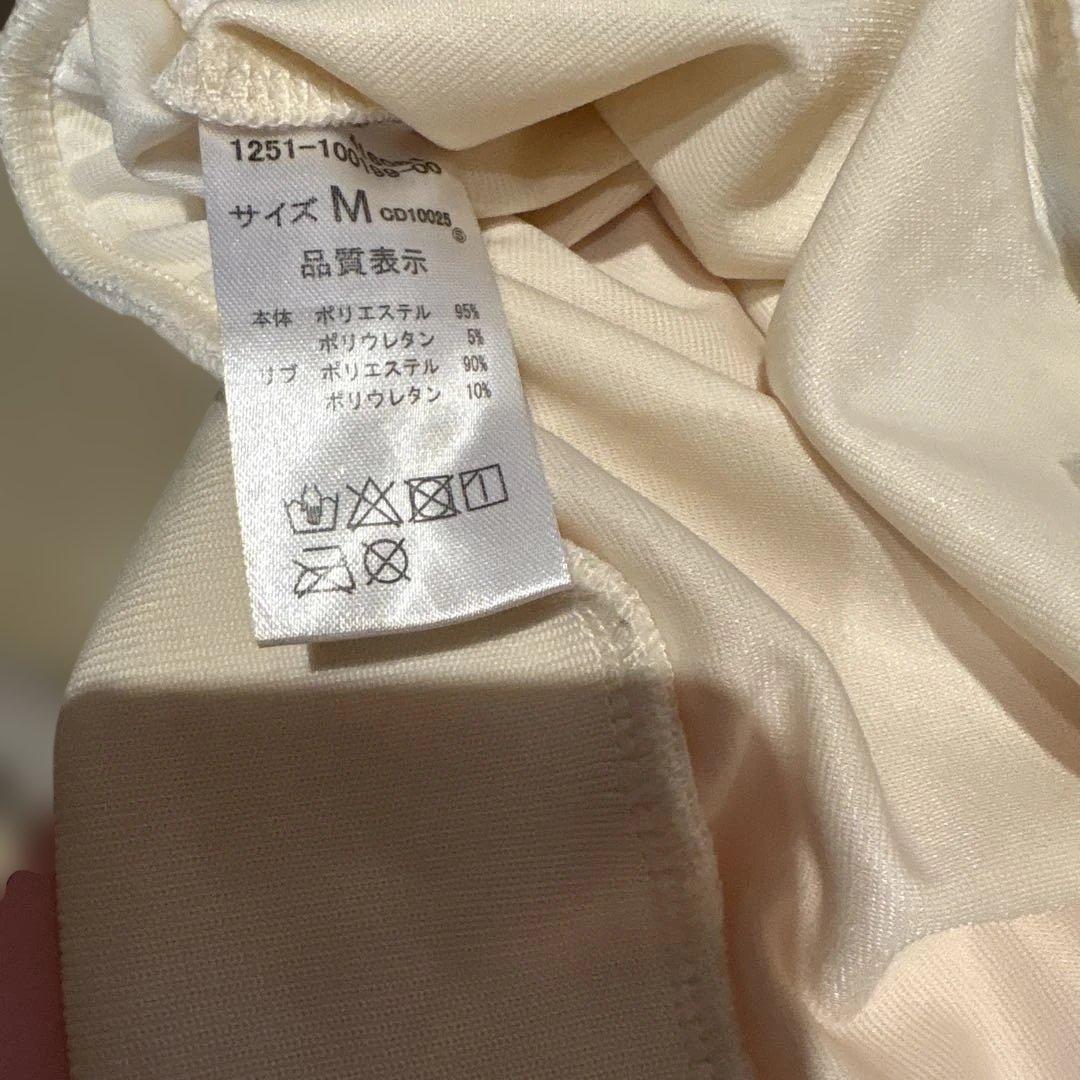 1251-100
サイズ M CD10025 Ⓢ
品質表示
本体 ポリエステル 95%
ポリウレタン 5%
リブ ポリエステル 90%
ポリウレタン 10%